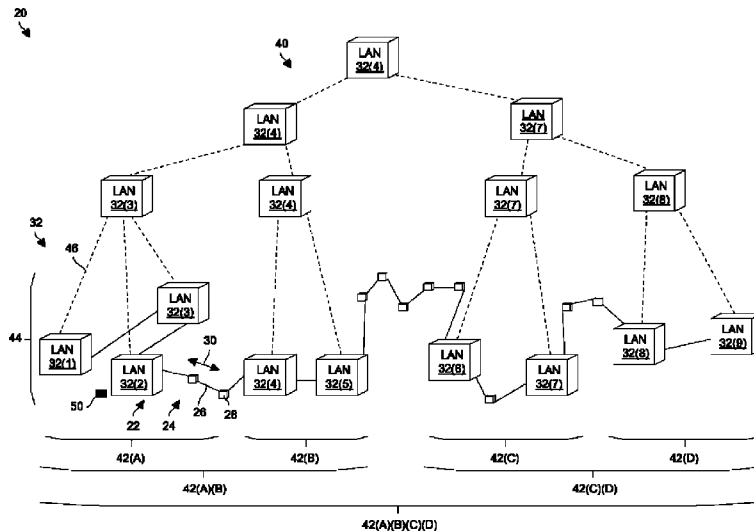 20
40
LAN
32(4)
LAN
32(4)
LAN
32(7)
LAN
32(3)
LAN
32(4)
LAN
32(7)
LAN
32(8)
32
46
44
LAN
32(1)
LAN
32(3)
LAN
32(2)
30
LAN
32(4)
LAN
32(5)
LAN
32(6)
LAN
32(7)
LAN
32(8)
LAN
32(9)
50
22
24
26
28
42(A)
42(B)
42(C)
42(D)
42(A)(B)
42(C)(D)
42(A)(B)(C)(D)